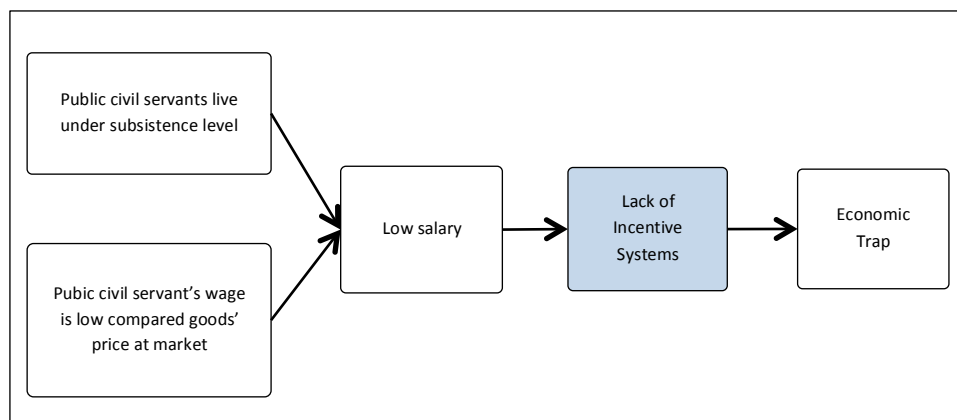 Public civil servants live
under subsistence level
Pubic civil servant’s wage
is low compared goods’
price at market
Low salary
Lack of
Incentive
Systems
Economic
Trap